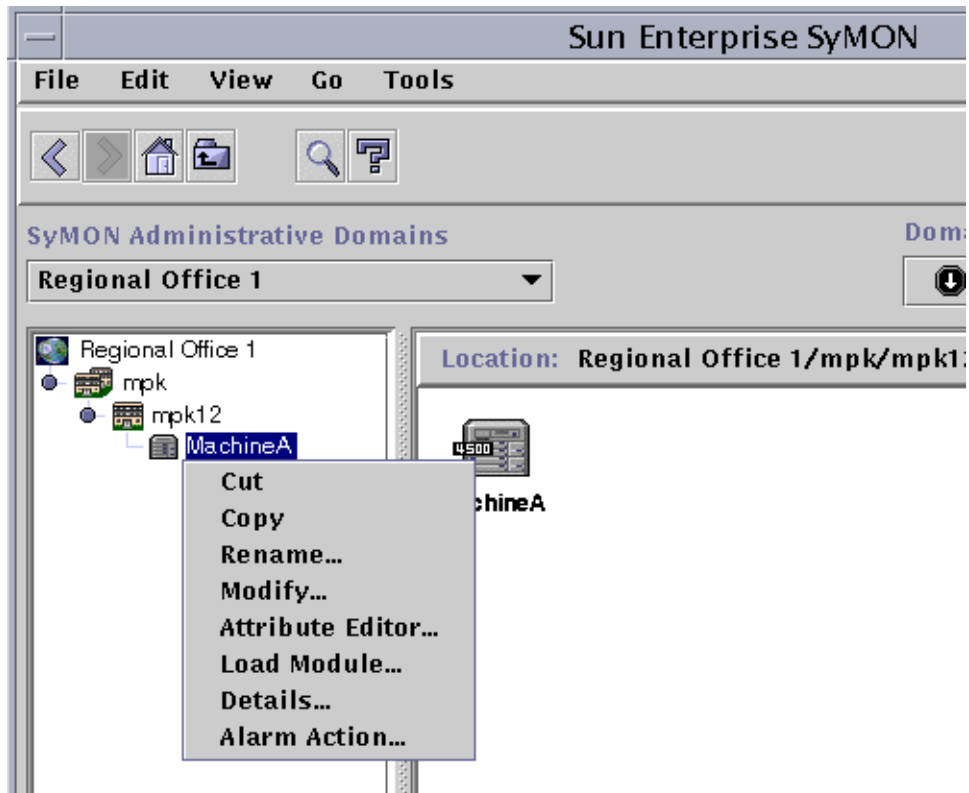 Sun Enterprise SyMON
File Edit View Go Tools
SyMON Administrative Domains
Regional Office 1
Regional Office 1
mpk
mpk12
MachineA
Cut
Copy
Rename...
Modify...
Attribute Editor...
Load Module...
Details...
Alarm Action...
Location: Regional Office 1/mpk/mpk1
4500
chineA
Doma